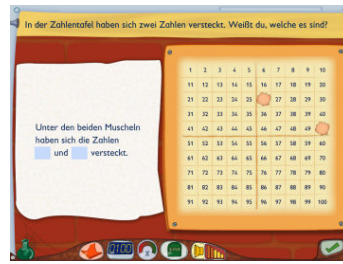 In der Zahlentafel haben sich zwei Zahlen versteckt. Weißt du, welche es sind?
Unter den beiden Muscheln
haben sich die Zahlen
und versteckt.
1 2 3 4 5 6 7 8 9 10
11 12 13 14 15 16 17 18 19 20
21 22 23 24 25 27 28 29 30
31 32 33 34 35 36 37 38 39 40
41 42 43 44 45 46 47 48 49
51 52 53 54 55 56 57 58 59 60
61 62 63 64 65 66 67 68 69 70
71 72 73 74 75 76 77 78 79 80
81 82 83 84 85 86 87 88 89 90
91 92 93 94 95 96 97 98 99 100
0100